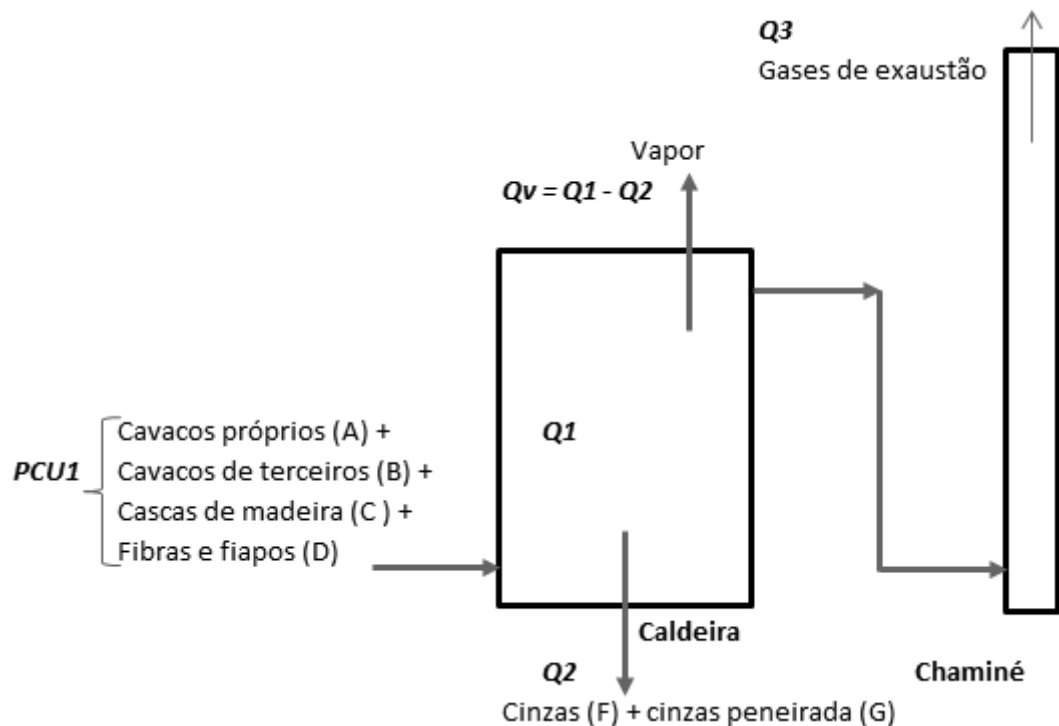 Q3
Gases de exaustão
Vapor
Qv = Q1 - Q2
PCU1
Cavacos próprios (A) +
Cavacos de terceiros (B) +
Cascas de madeira (C ) +
Fibras e fiapos (D)
Q1
Caldeira
Q2
Cinzas (F) + cinzas peneirada (G)
Chaminé